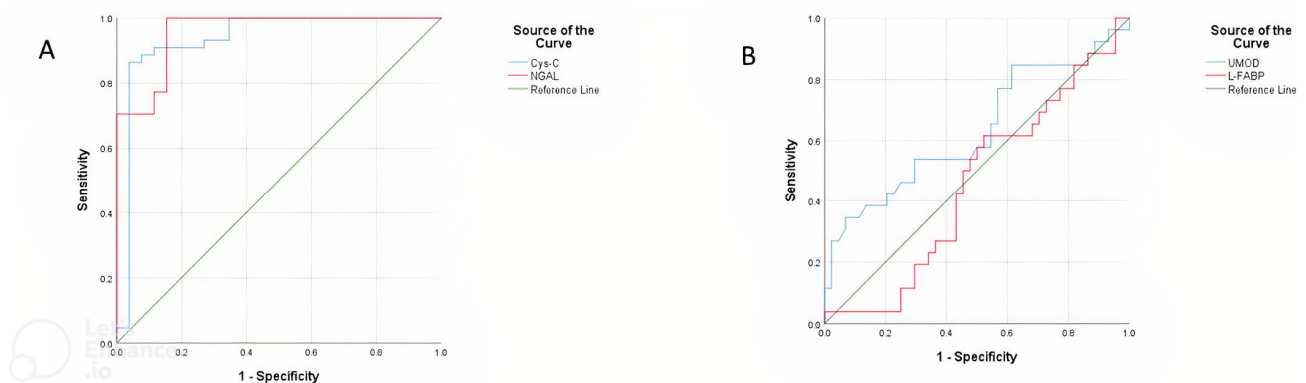 A
Source of the
Curve
Cys-C
NGAL
Reference Line
1.0
0.8
0.6
0.4
0.2
0.0
0.0 0.2 0.4 0.6 0.8 1.0
Sensitivity
1 - Specificity
Let's
Enhance
.io
B
Source of the
Curve
UMOD
L-FABP
Reference Line
1.0
0.8
0.6
0.4
0.2
0.0
0.0 0.2 0.4 0.6 0.8 1.0
Sensitivity
1 - Specificity